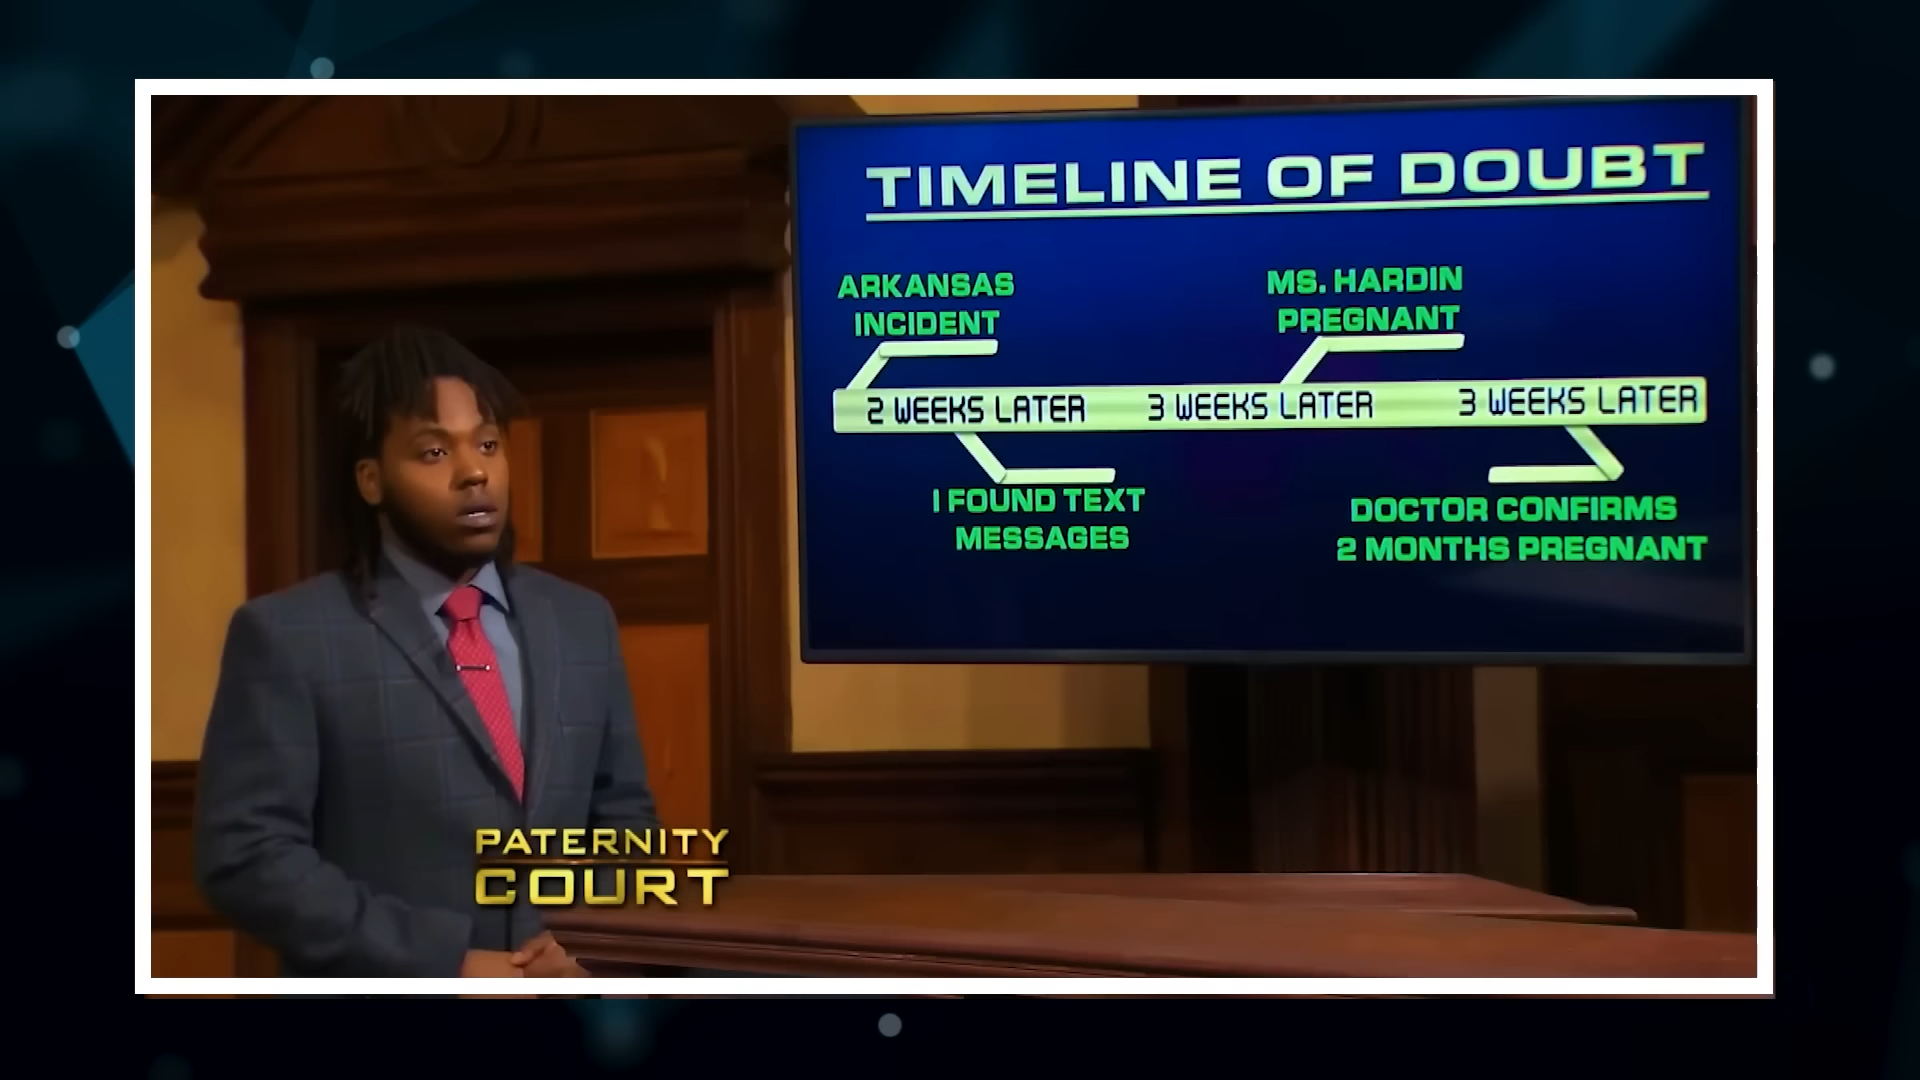 TIMELINE OF DOUBT
ARKANSAS
INCIDENT
MS. HARDIN
PREGNANT
2 WEEKS LATER 3 WEEKS LATER 3 WEEKS LATER
I FOUND TEXT
MESSAGES
DOCTOR CONFIRMS
2 MONTHS PREGNANT
PATERNITY
COURT